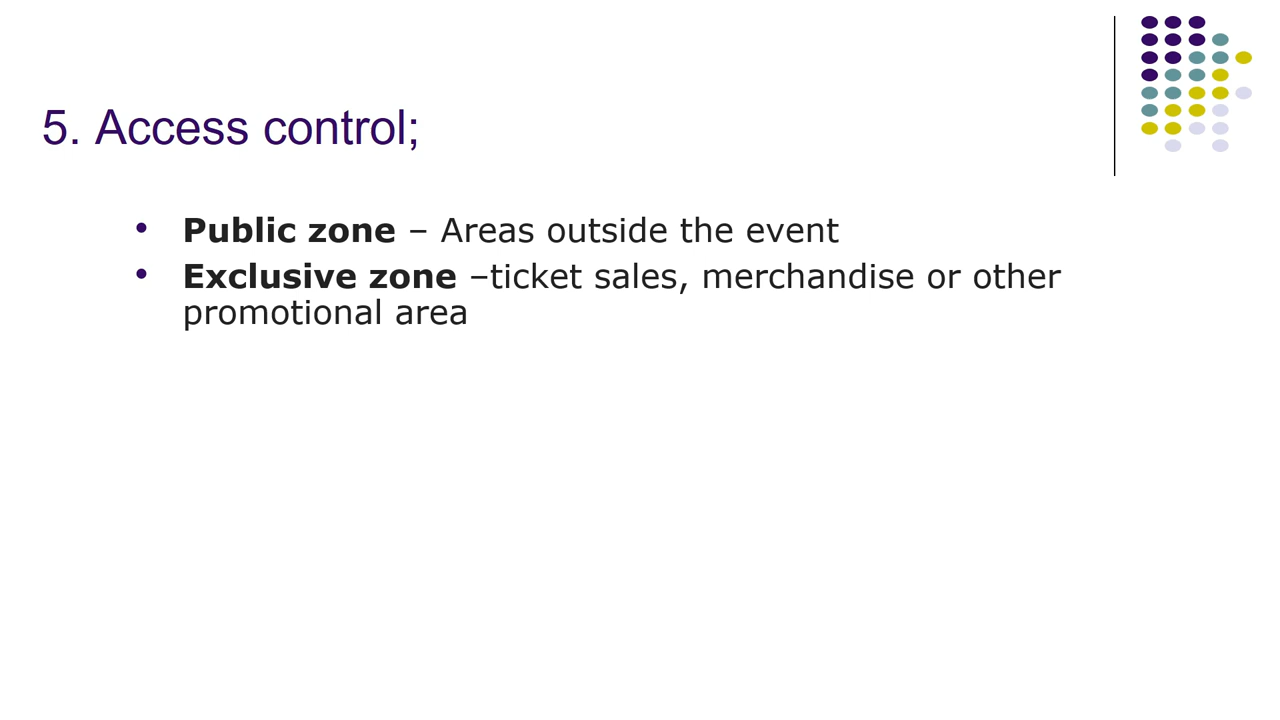 5. Access control;
• Public zone – Areas outside the event
• Exclusive zone –ticket sales, merchandise or other
promotional area